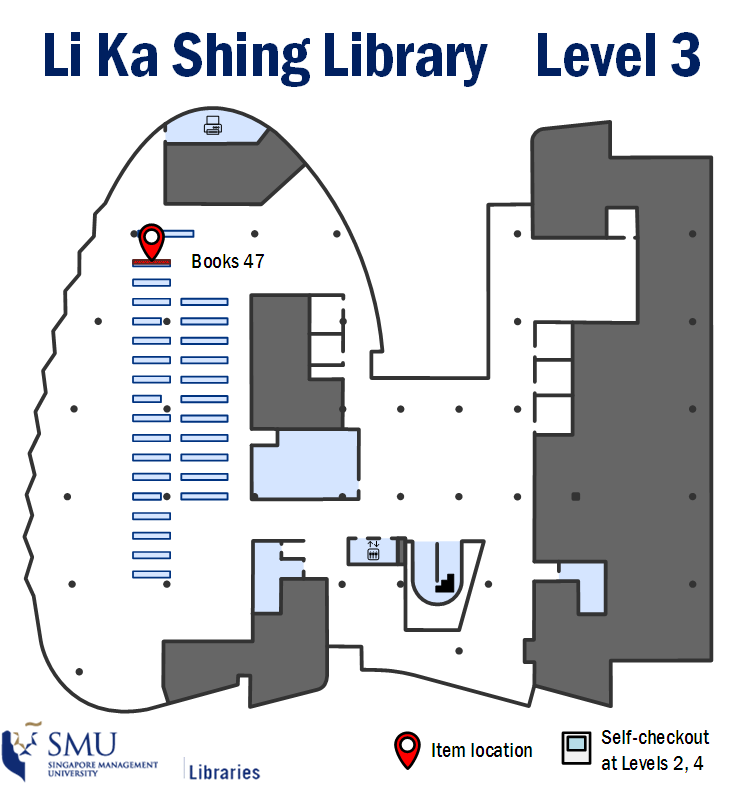 Li Ka Shing Library Level 3
Books 47
SMU
SINGAPORE MANAGEMENT
UNIVERSITY
Libraries
Item location
Self-checkout
at Levels 2, 4